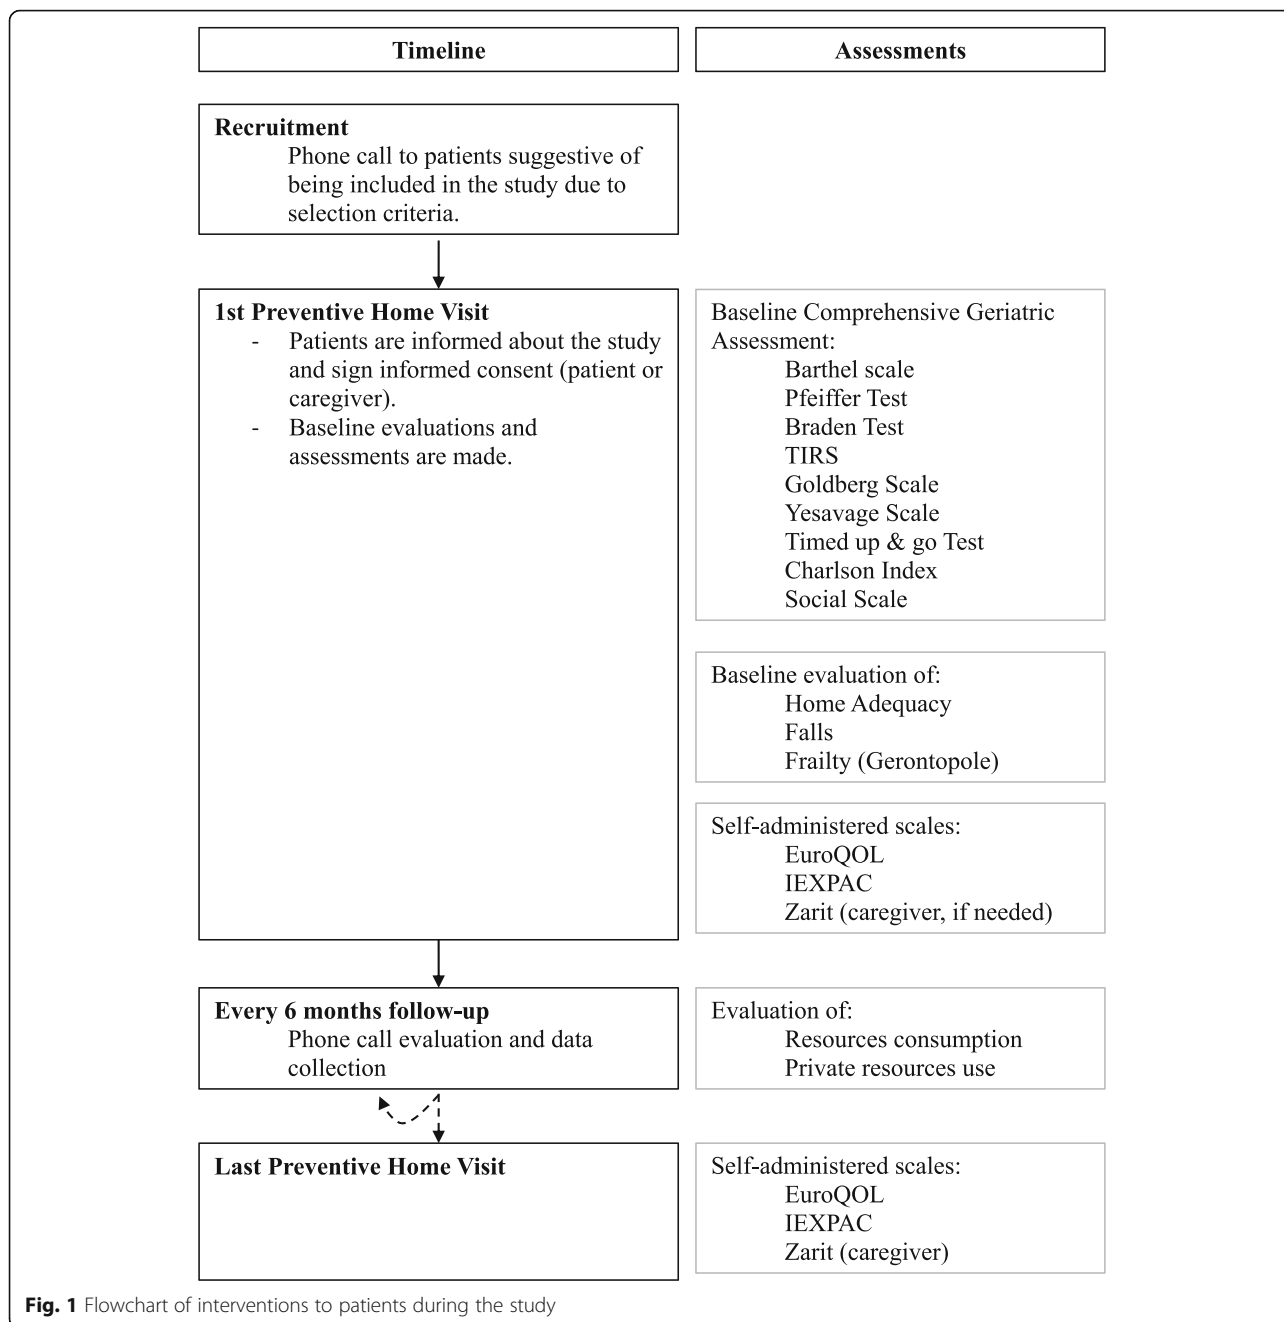 Timeline
Assessments
Recruitment
Phone call to patients suggestive of
being included in the study due to
selection criteria.
1st Preventive Home Visit
- Patients are informed about the study
and sign informed consent (patient or
caregiver).
- Baseline evaluations and
assessments are made.
Baseline Comprehensive Geriatric
Assessment:
Barthel scale
Pfeiffer Test
Braden Test
TIRS
Goldberg Scale
Yesavage Scale
Timed up & go Test
Charlson Index
Social Scale
Baseline evaluation of:
Home Adequacy
Falls
Frailty (Gerontopole)
Self-administered scales:
EuroQOL
IEXPAC
Zarit (caregiver, if needed)
Every 6 months follow-up
Phone call evaluation and data
collection
Evaluation of:
Resources consumption
Private resources use
Last Preventive Home Visit
Self-administered scales:
EuroQOL
IEXPAC
Zarit (caregiver)
Fig. 1 Flowchart of interventions to patients during the study